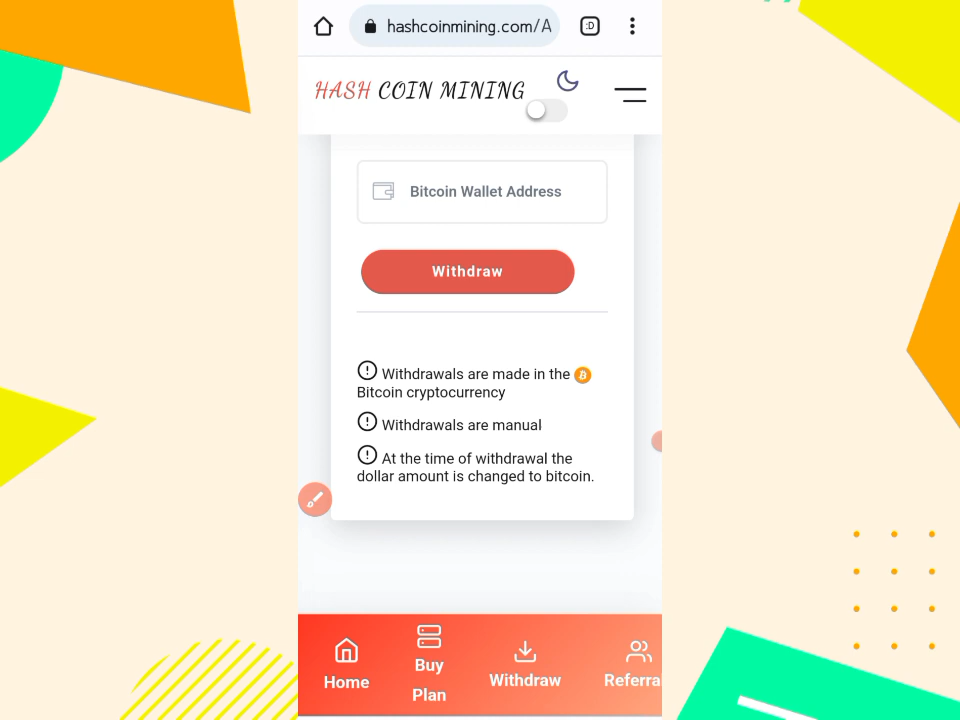 hashcoinmining.com/A
:D
HASH COIN MINING
Bitcoin Wallet Address
Withdraw
Withdrawals are made in the
Bitcoin cryptocurrency
Withdrawals are manual
At the time of withdrawal the
dollar amount is changed to bitcoin.
Home
Buy
Plan
Withdraw
Referra